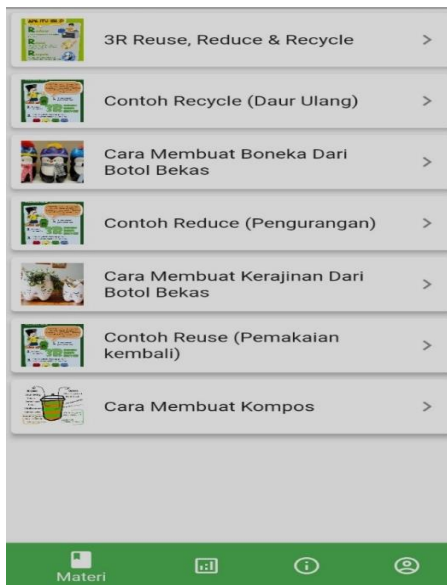 3R Reuse, Reduce & Recycle
Contoh Recycle (Daur Ulang)
Cara Membuat Boneka Dari
Botol Bekas
Contoh Reduce (Pengurangan)
Cara Membuat Kerajinan Dari
Botol Bekas
Contoh Reuse (Pemakaian
kembali)
Cara Membuat Kompos
Materi